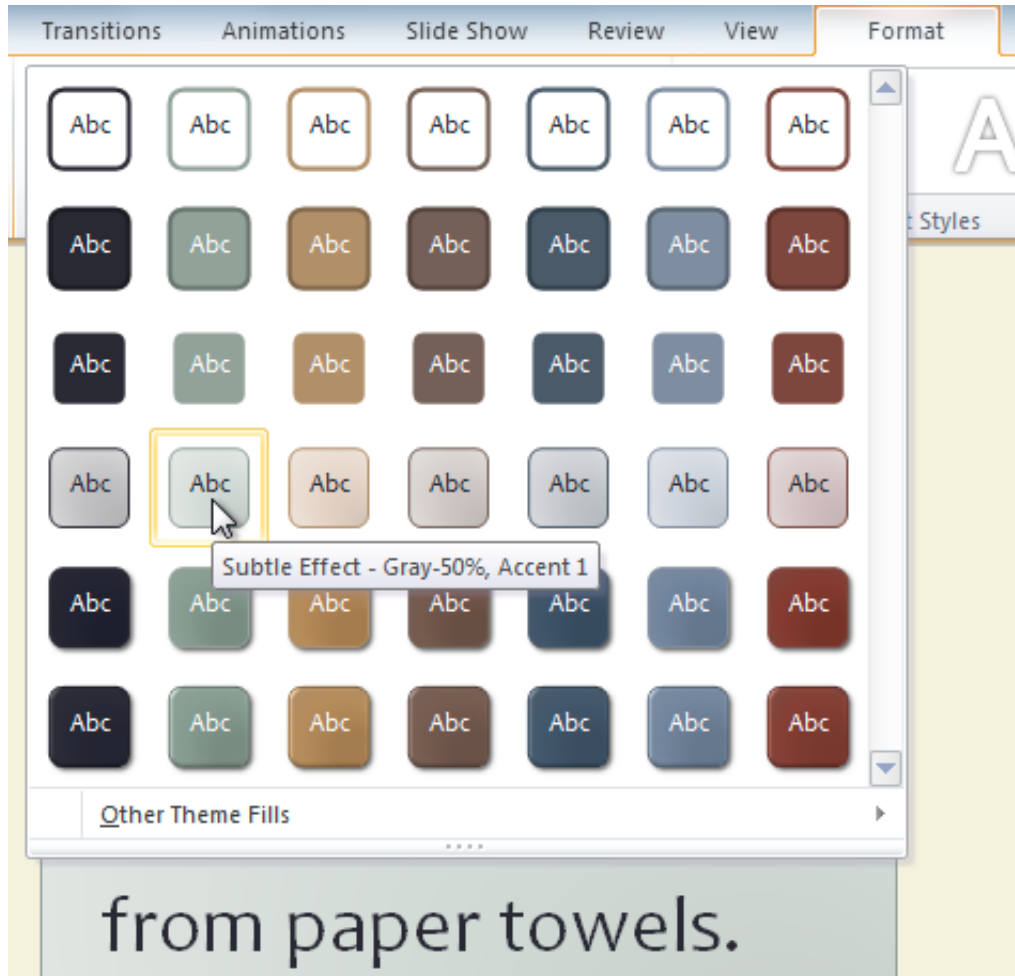 Transitions Animations Slide Show Review View Format
Abc Abc Abc Abc Abc Abc Abc
A
Styles
Abc Abc Abc Abc Abc Abc Abc
Abc Abc Abc Abc Abc Abc Abc
Abc Abc Abc Abc Abc Abc Abc
Subtle Effect - Gray-50%, Accent 1
Abc Abc Abc Abc Abc Abc Abc
Abc Abc Abc Abc Abc Abc Abc
Other Theme Fills
from paper towels.